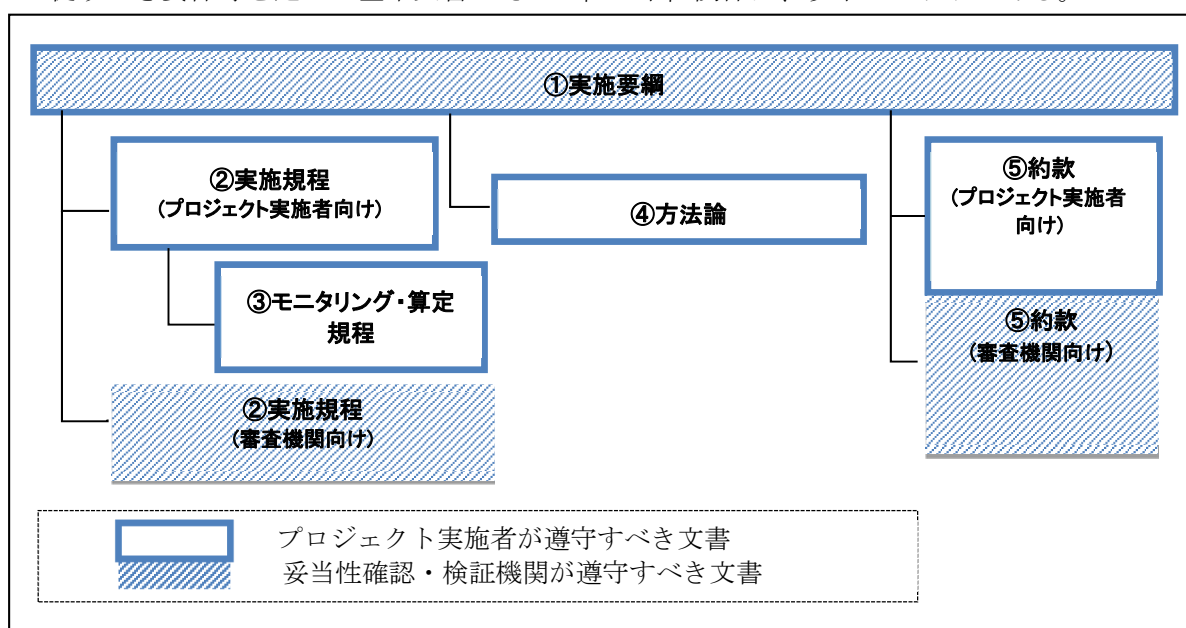 ①実施要綱
②実施規程
(プロジェクト実施者向け)
③モニタリング・算定
規程
②実施規程
(審査機関向け)
④方法論
⑤約款
(プロジェクト実施者
向け)
⑤約款
(審査機関向け)
プロジェクト実施者が遵守すべき文書
妥当性確認・検証機関が遵守すべき文書